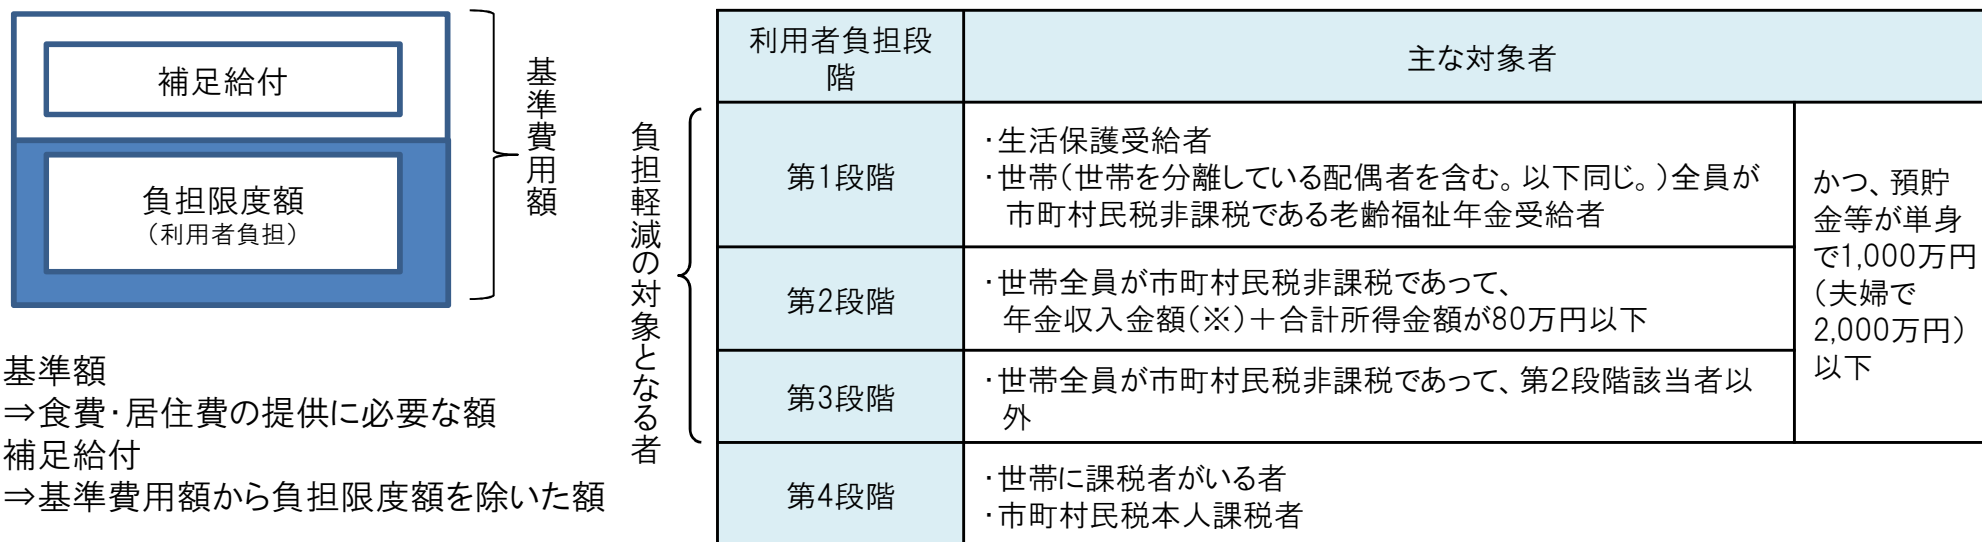 補足給付
負担限度額
（利用者負担）
基準費用額
基準額
⇒食費・居住費の提供に必要な額
補足給付
⇒基準費用額から負担限度額を除いた額
負担軽減の対象となる者
利用者負担段
階
主な対象者
第1段階
・生活保護受給者
・世帯（世帯を分離している配偶者を含む。以下同じ。）全員が
市町村民税非課税である老齢福祉年金受給者
第2段階
・世帯全員が市町村民税非課税であって、
年金収入金額（※）＋合計所得金額が80万円以下
第3段階
・世帯全員が市町村民税非課税であって、第２段階該当者以
外
かつ、預貯
金等が単身
で1,000万円
（夫婦で
2,000万円）
以下
第4段階
・世帯に課税者がいる者
・市町村民税本人課税者